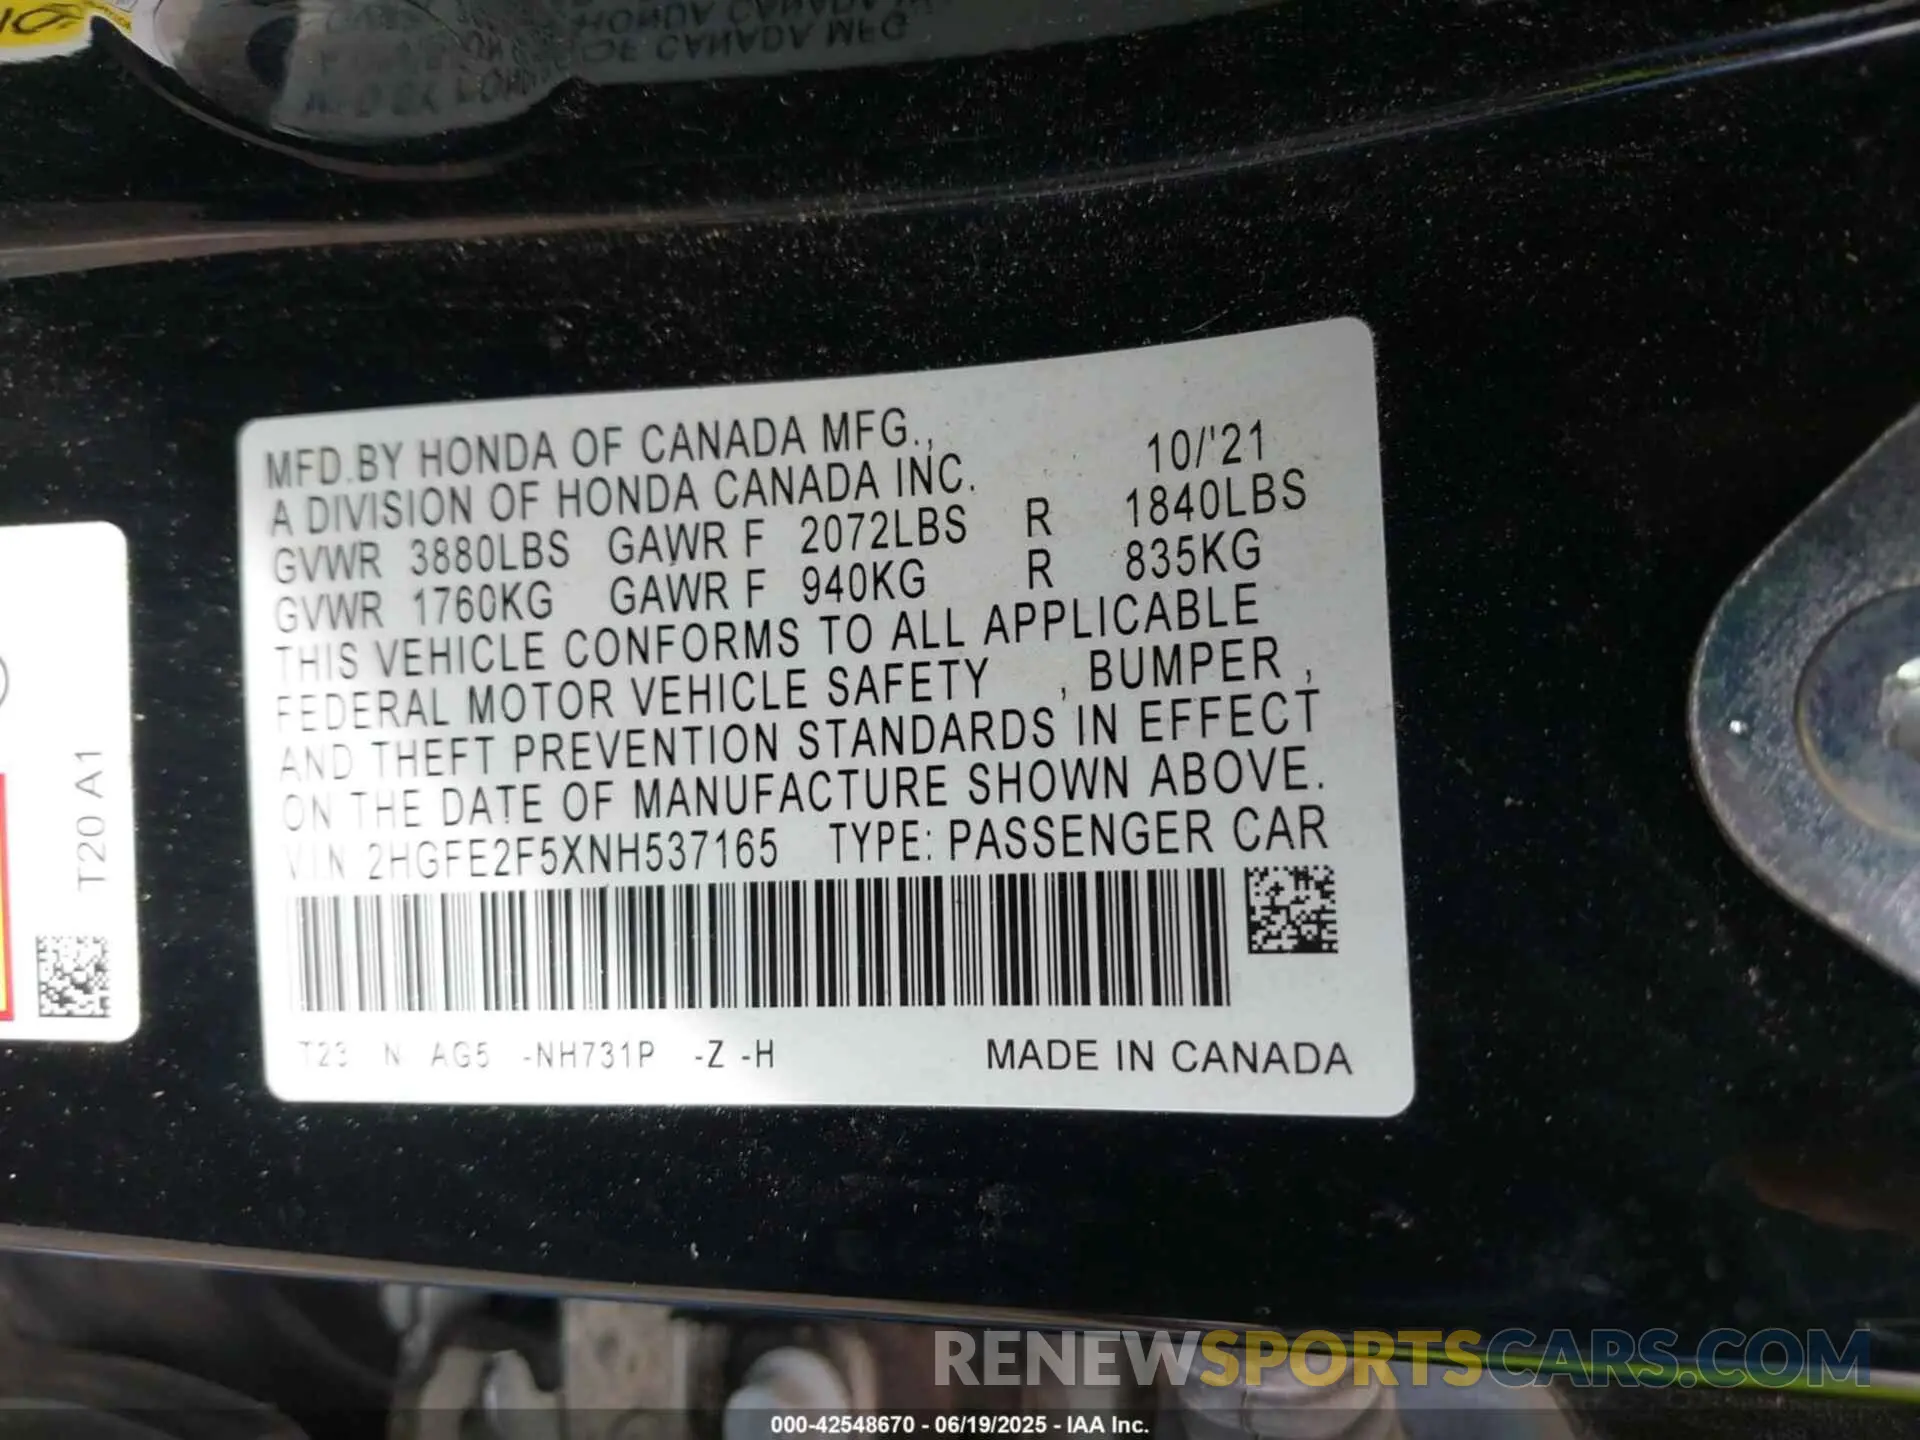 MFD.BY HONDA OF CANADA MFG.,
A DIVISION OF HONDA CANADA INC. 10/'21
GVWR 3880LBS GAWR F 2072LBS R 1840LBS
GVWR 1760KG GAWR F 940KG R 835KG
THIS VEHICLE CONFORMS TO ALL APPLICABLE
FEDERAL MOTOR VEHICLE SAFETY , BUMPER ,
AND THEFT PREVENTION STANDARDS IN EFFECT
ON THE DATE OF MANUFACTURE SHOWN ABOVE.
VIN 2HGFE2F5XNH537165 TYPE: PASSENGER CAR
T23 N AG5 -NH731P -Z -H MADE IN CANADA
T20 A1
RENEWSPORTSCARS.COM
000-42548670 - 06/19/2025 - IAA Inc.